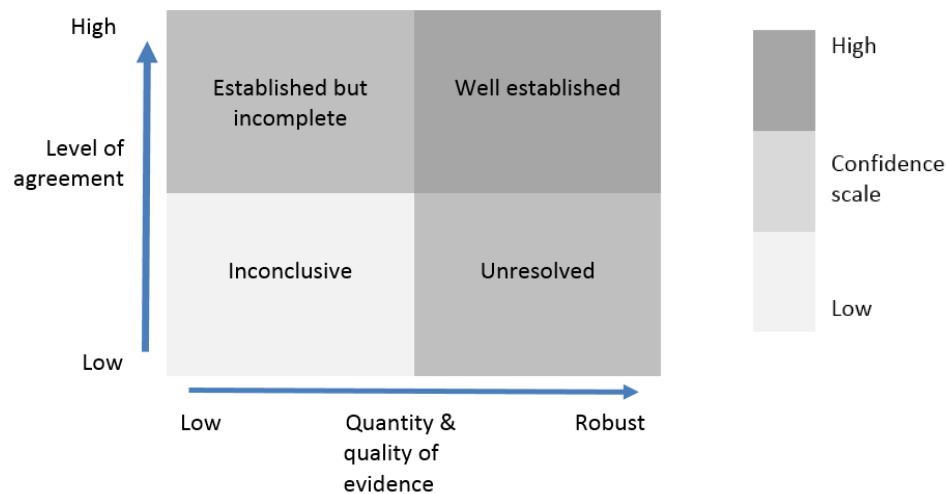 High
High
Established but
incomplete
Well established
Level of
agreement
Confidence
scale
Inconclusive
Unresolved
Low
Low
Low
Quantity &
quality of
evidence
Robust